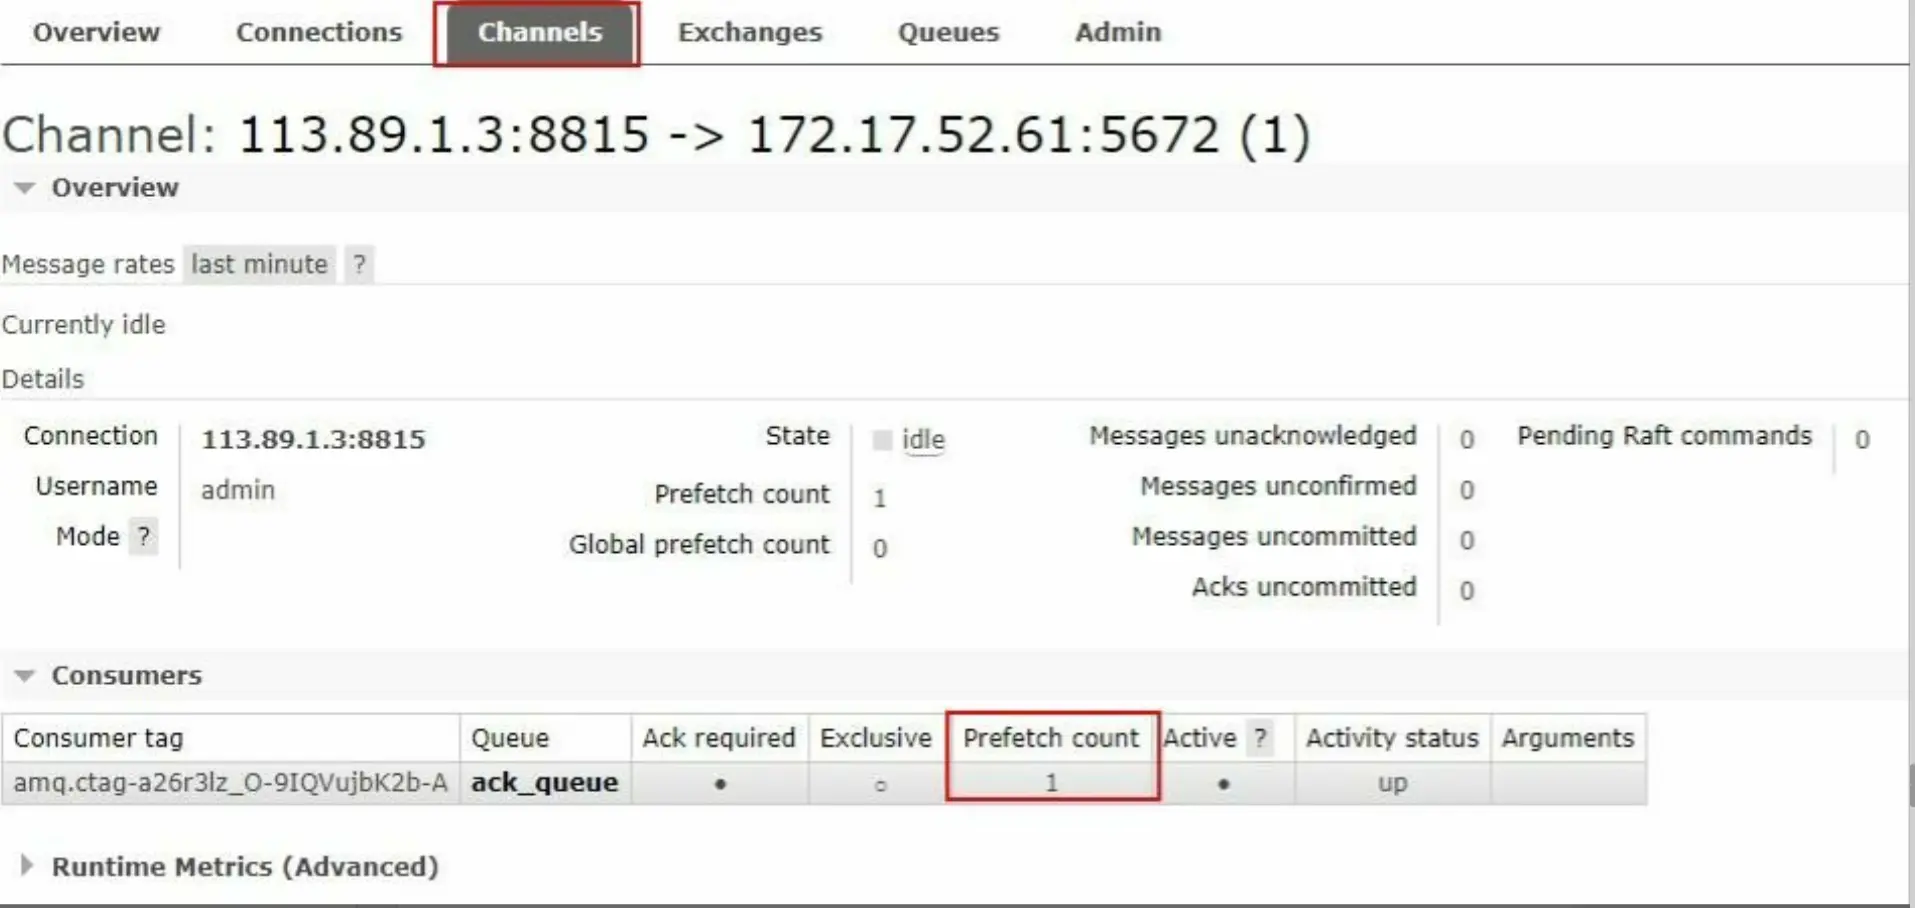 Overview Connections Channels Exchanges Queues Admin
Channel: 113.89.1.3:8815 -> 172.17.52.61:5672 (1)
Overview
Message rates last minute ?
Currently idle
Details
Connection 113.89.1.3:8815 State idle Messages unacknowledged 0 Pending Raft commands 0
Username admin Prefetch count 1 Messages unconfirmed 0
Mode ? Global prefetch count 0 Messages uncommitted 0
Acks uncommitted 0
Consumers
Consumer tag Queue Ack required Exclusive Prefetch count Active ? Activity status Arguments
amq.ctag-a26r3lz_O-9IQVujbK2b-A ack_queue ● ○ 1 ● up
Runtime Metrics (Advanced)